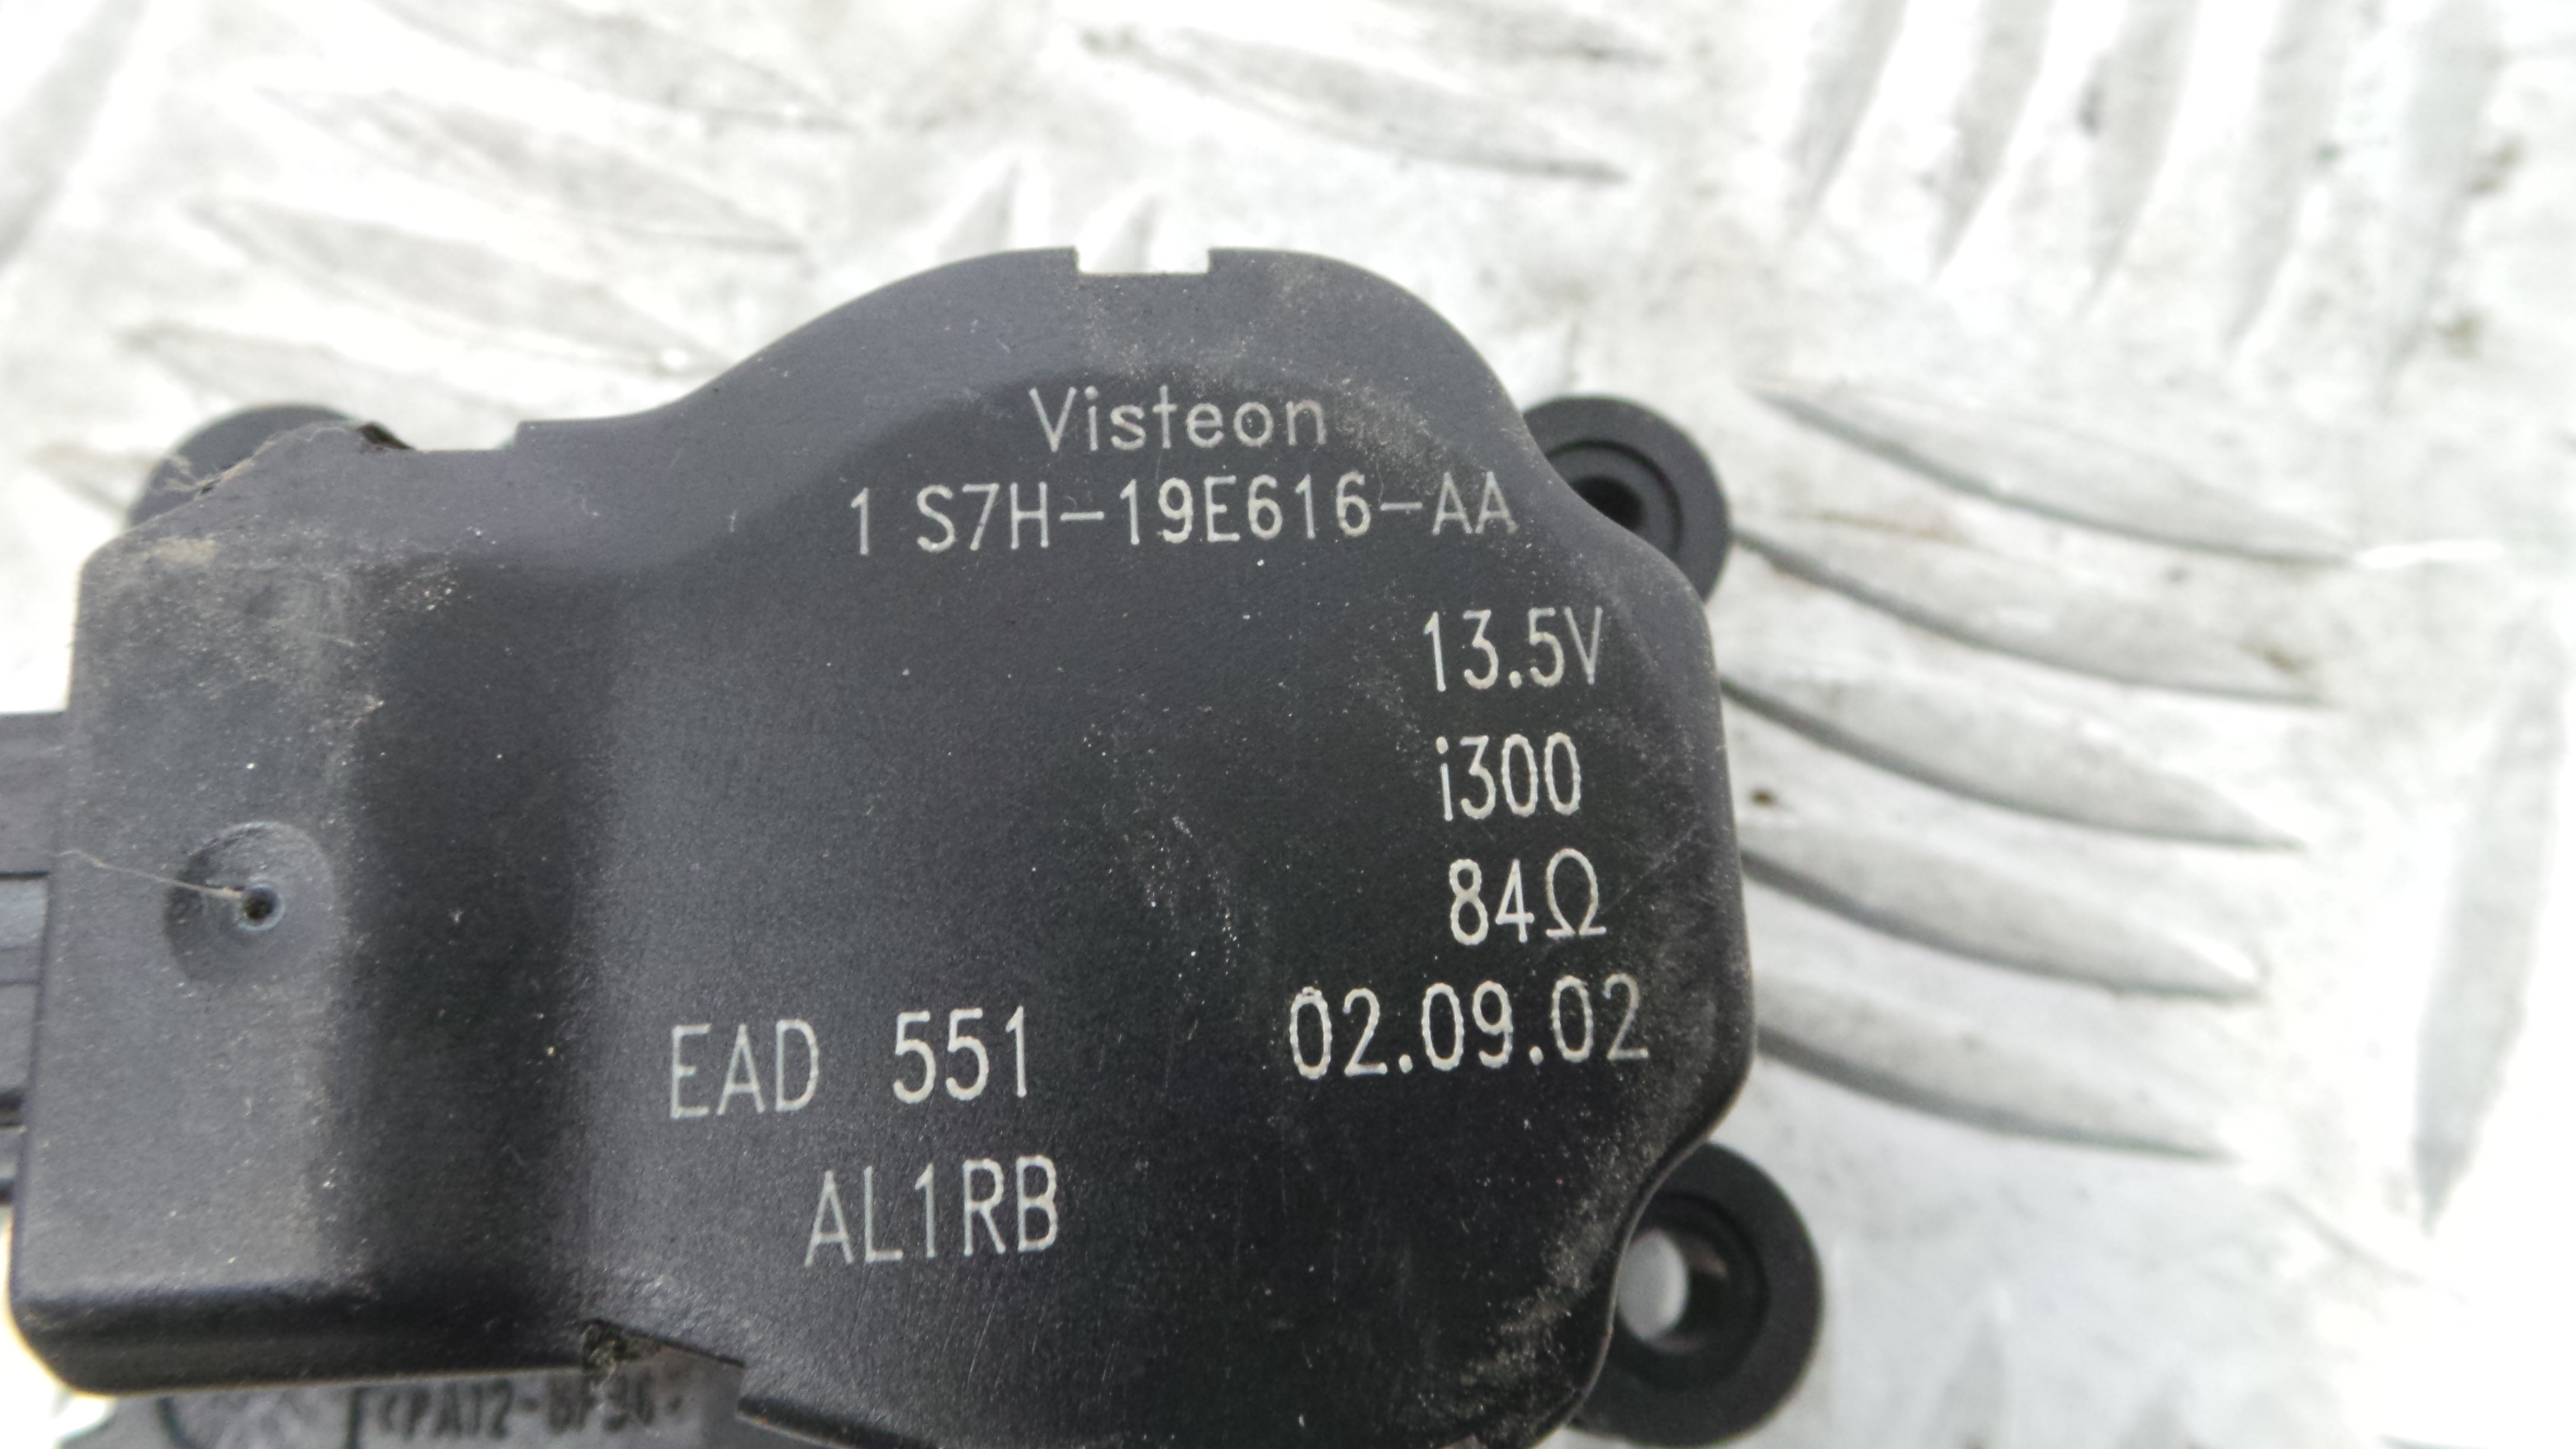 Visteon
1 S7H-19E616-AA
13.5V
i300
84Ω
02.09.02
EAD 551
AL1RB